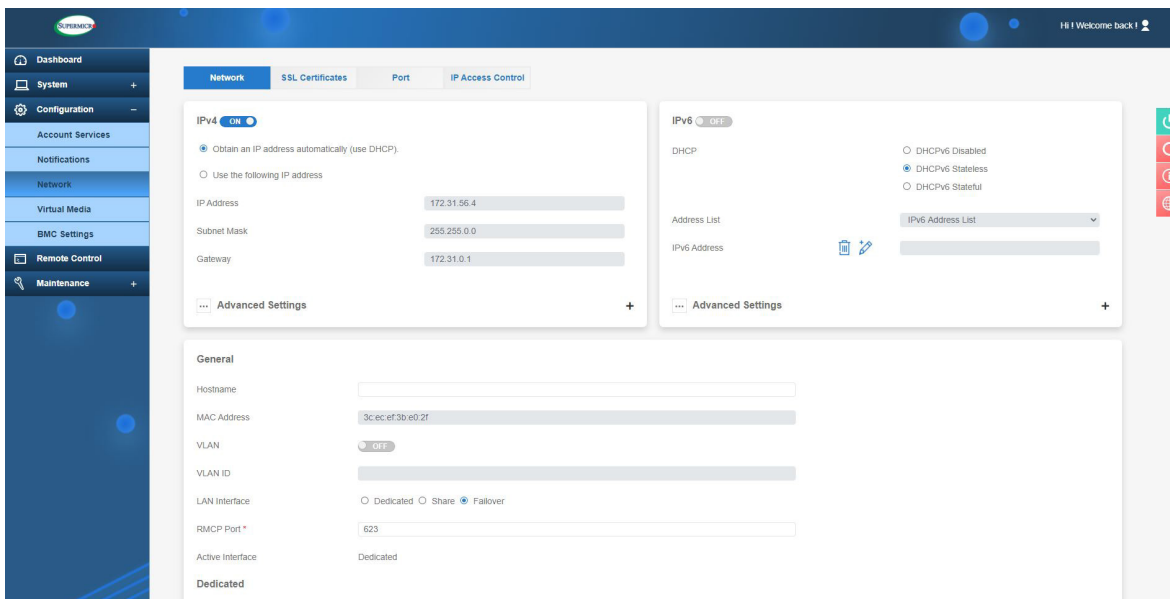 SUPERMICR
Hi ! Welcome back !
Dashboard
System +
Configuration –
Account Services
Notifications
Network
Virtual Media
BMC Settings
Remote Control
Maintenance +
Network SSL Certificates Port IP Access Control
IPv4 ON
Obtain an IP address automatically (use DHCP).
Use the following IP address
IP Address 172.31.56.4
Subnet Mask 255.255.0.0
Gateway 172.31.0.1
... Advanced Settings +
IPv6 OFF
DHCP DHCPv6 Disabled
DHCPv6 Stateless
DHCPv6 Stateful
Address List IPv6 Address List
IPv6 Address
... Advanced Settings +
General
Hostname
MAC Address 3c:ec:ef:3b:e0:2f
VLAN OFF
VLAN ID
LAN Interface Dedicated Share Failover
RMCP Port * 623
Active Interface Dedicated
Dedicated